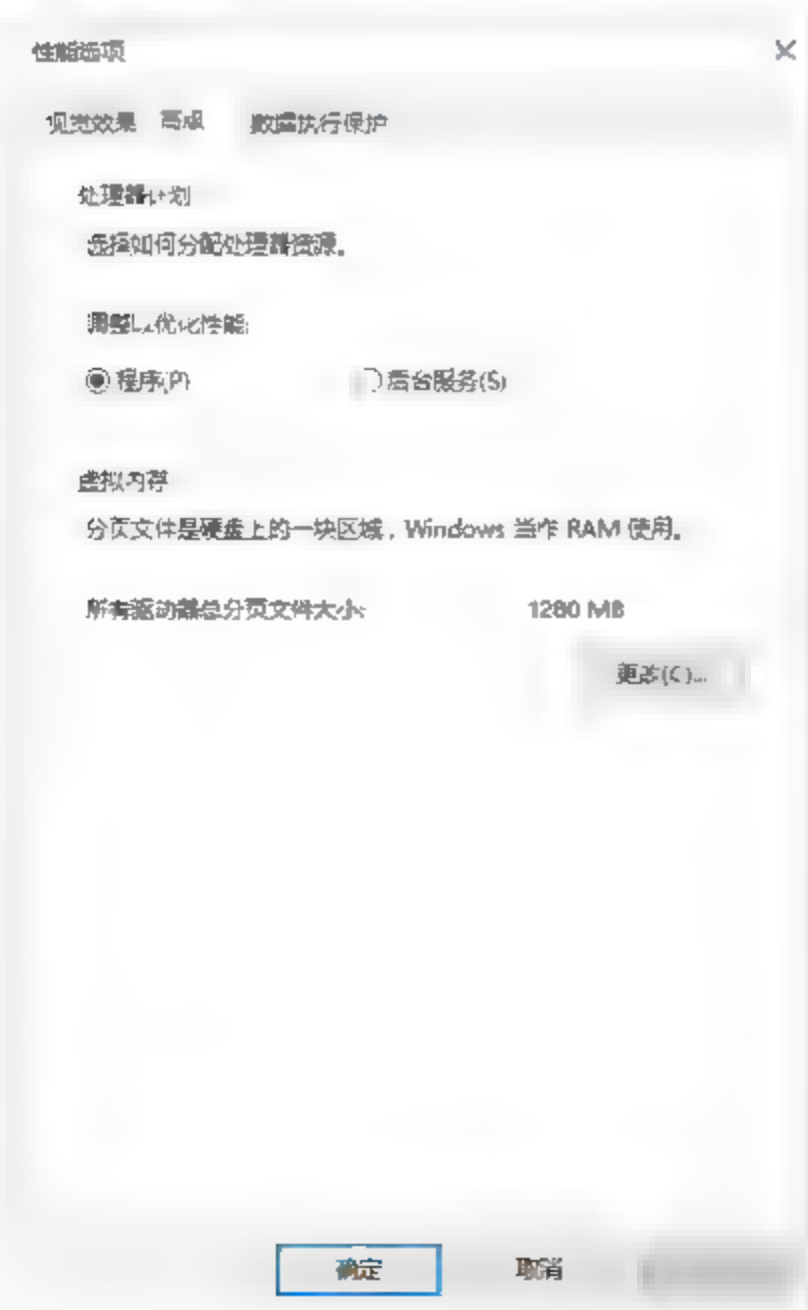 性能选项
视觉效果 高级 数据执行保护
处理器计划
选择如何分配处理器资源。
调整以优化性能:
程序(P) 后台服务(S)
虚拟内存
分页文件是硬盘上的一块区域，Windows 当作 RAM 使用。
所有驱动器总分页文件大小: 1280 MB
更改(C)...
确定 取消